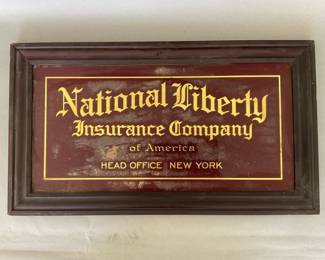 National Liberty
Insurance Company
of America
HEAD OFFICE NEW YORK